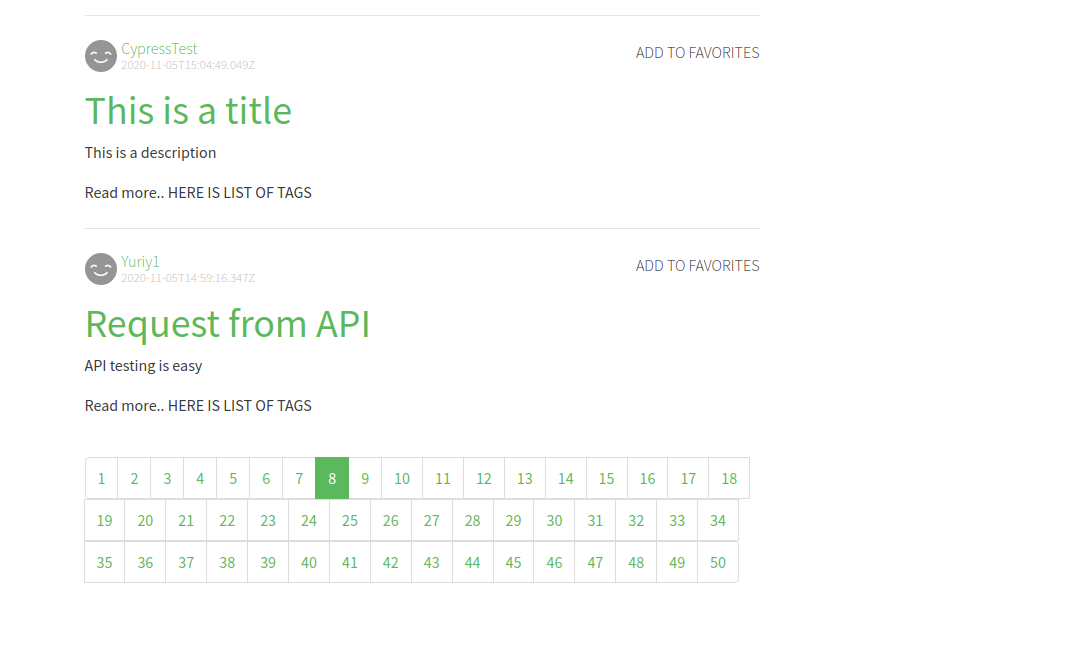 CypressTest
2020-11-05T15:04:49.049Z
ADD TO FAVORITES
This is a title
This is a description
Read more.. HERE IS LIST OF TAGS
Yuriy1
2020-11-05T14:59:16.347Z
ADD TO FAVORITES
Request from API
API testing is easy
Read more.. HERE IS LIST OF TAGS
1 2 3 4 5 6 7 8 9 10 11 12 13 14 15 16 17 18
19 20 21 22 23 24 25 26 27 28 29 30 31 32 33 34
35 36 37 38 39 40 41 42 43 44 45 46 47 48 49 50